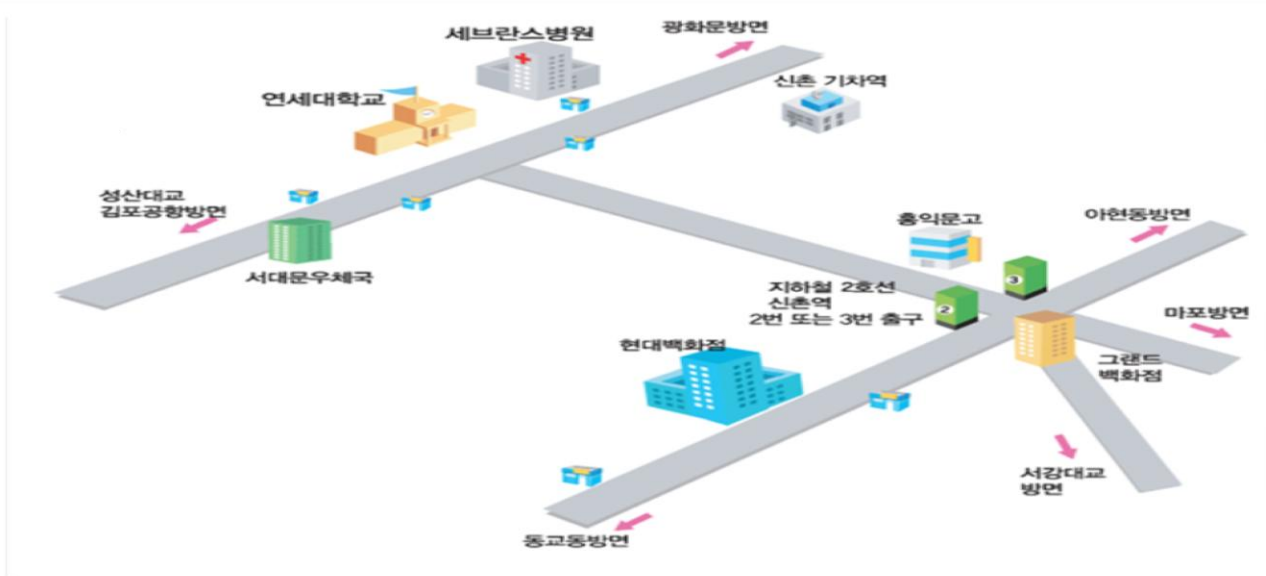 세브란스병원
광화문방면
신촌 기차역
연세대학교
성산대교
김포공항방면
서대문우체국
홍익문고
아현동방면
3
지하철 2호선
신촌역
2번 또는 3번 출구
2
마포방면
현대백화점
그랜드
백화점
서강대교
방면
동교동방면